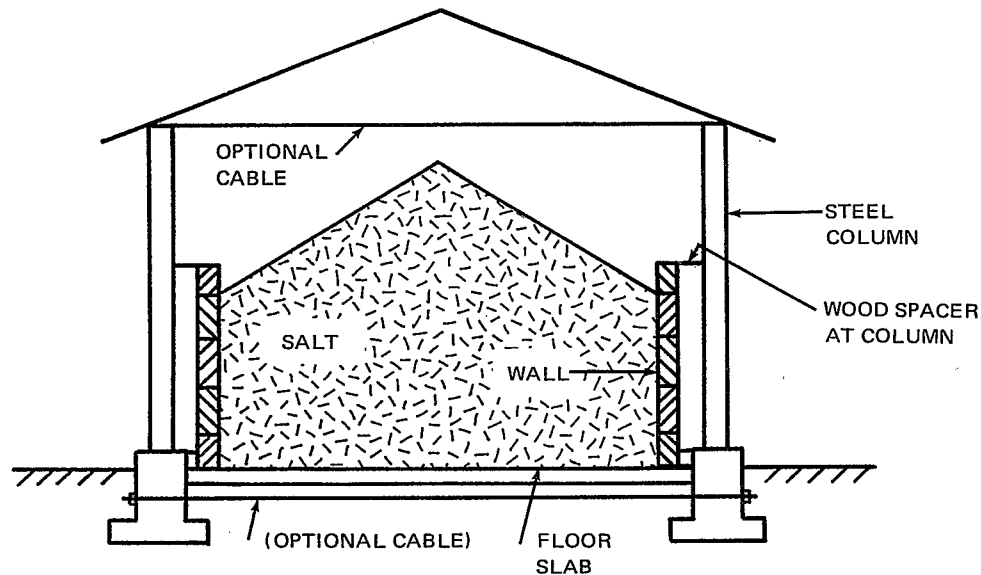 OPTIONAL
CABLE
STEEL
COLUMN
WOOD SPACER
AT COLUMN
SALT
WALL
(OPTIONAL CABLE)
FLOOR
SLAB